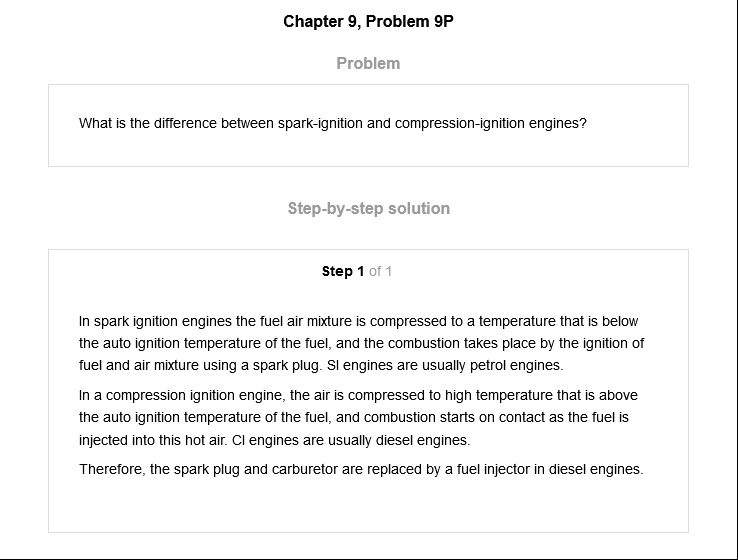 Chapter 9, Problem 9P
Problem
What is the difference between spark-ignition and compression-ignition engines?
Step-by-step solution
Step 1 of 1
In spark ignition engines the fuel air mixture is compressed to a temperature that is below
the auto ignition temperature of the fuel, and the combustion takes place by the ignition of
fuel and air mixture using a spark plug. SI engines are usually petrol engines.
In a compression ignition engine, the air is compressed to high temperature that is above
the auto ignition temperature of the fuel, and combustion starts on contact as the fuel is
injected into this hot air. CI engines are usually diesel engines.
Therefore, the spark plug and carburetor are replaced by a fuel injector in diesel engines.